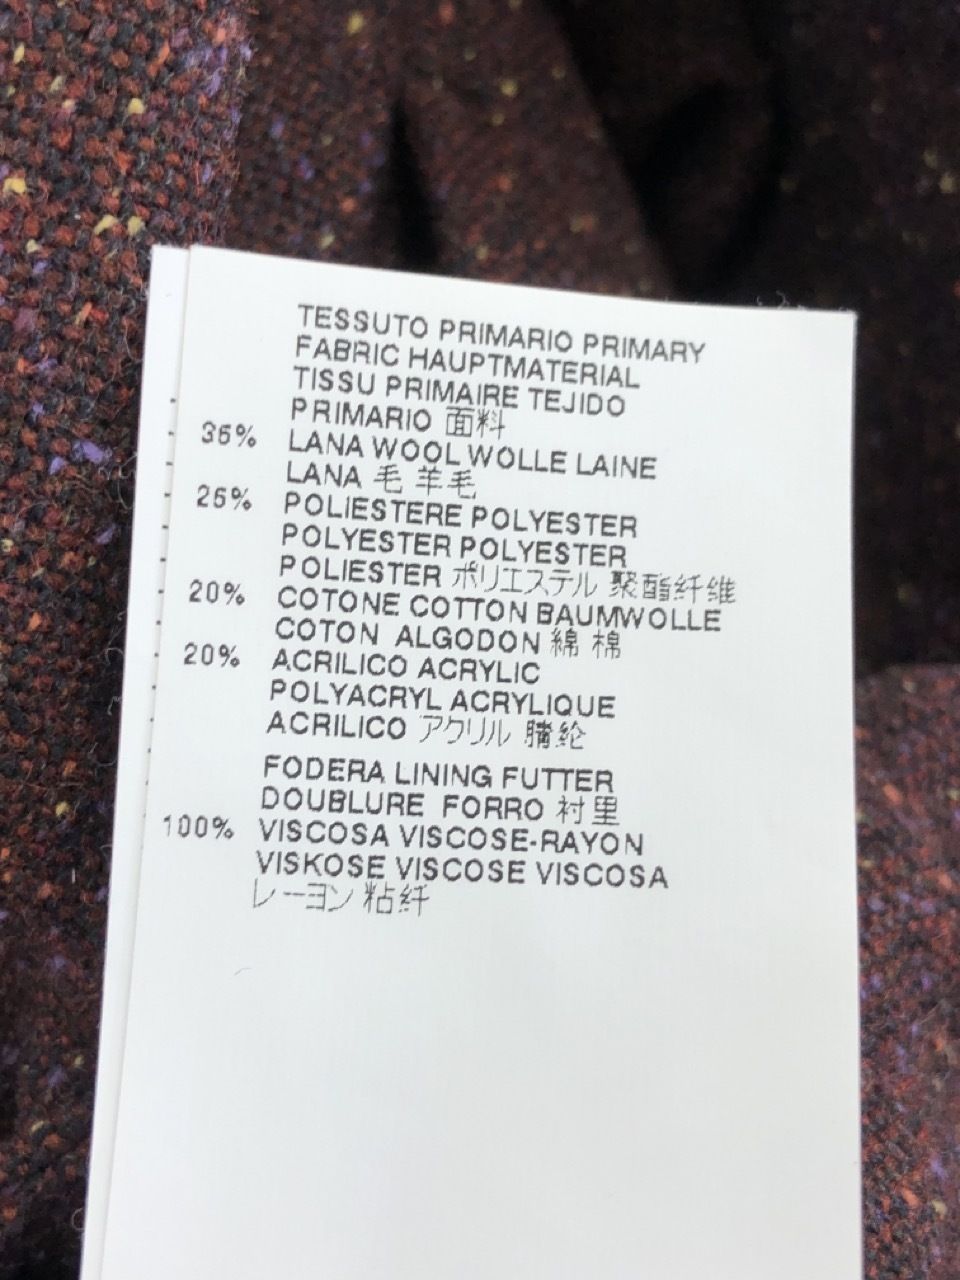 TESSUTO PRIMARIO PRIMARY
FABRIC HAUPTMATERIAL
TISSU PRIMAIRE TEJIDO
PRIMARIO 面料
35% LANA WOOL WOLLE LAINE
LANA 毛 羊毛
25% POLIESTERE POLYESTER
POLYESTER POLYESTER
POLIESTER ポリエステル 聚酯纤维
20% COTONE COTTON BAUMWOLLE
COTON ALGODON 綿 棉
20% ACRILICO ACRYLIC
POLYACRYL ACRYLIQUE
ACRILICO アクリル 腈纶
FODERA LINING FUTTER
DOUBLURE FORRO 衬里
100% VISCOSA VISCOSE-RAYON
VISKOSE VISCOSE VISCOSA
レーヨン 粘纤